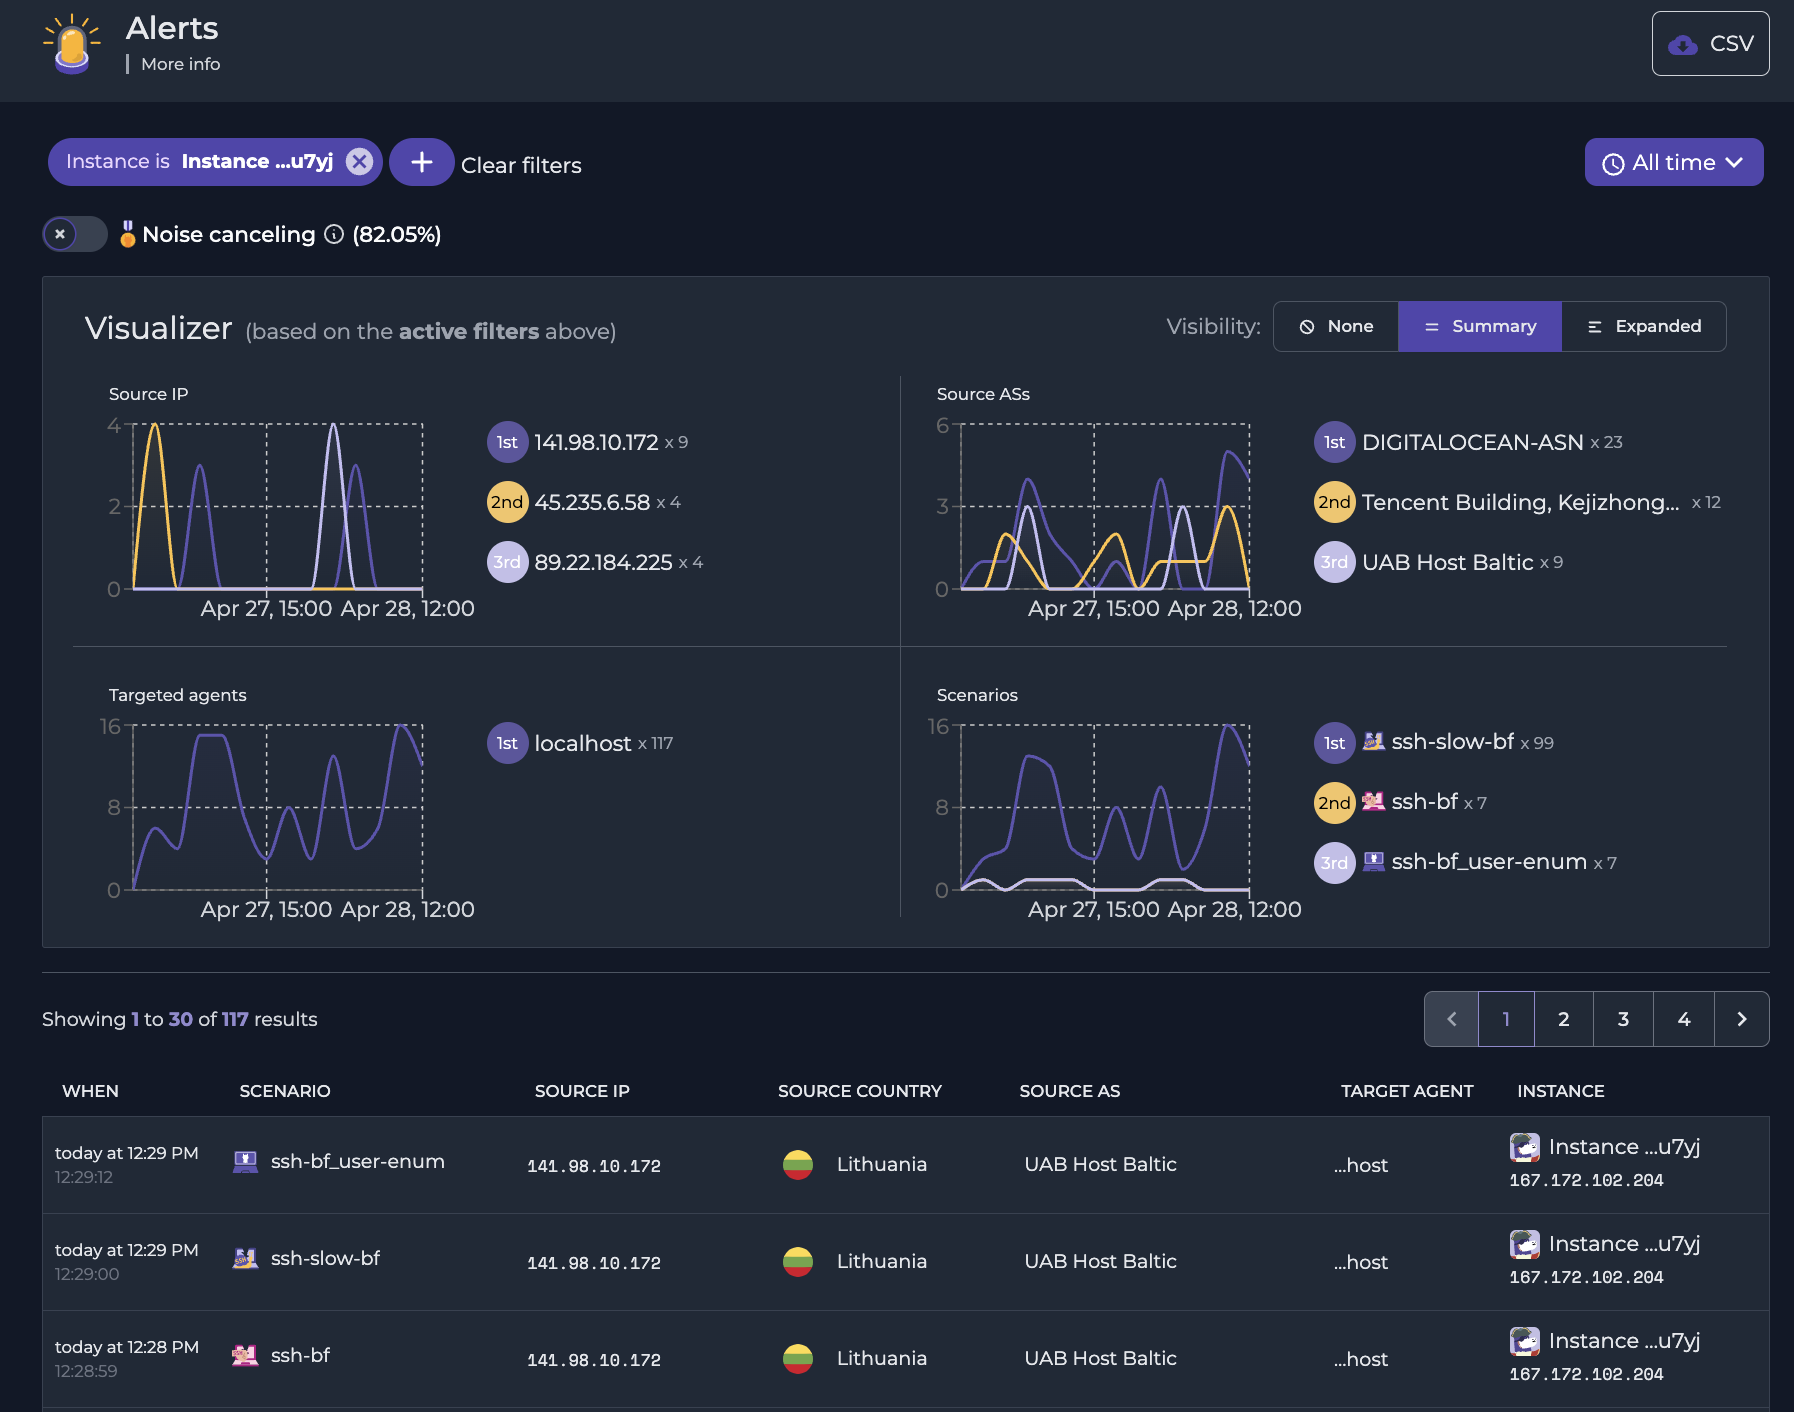 Alerts
More info
CSV
Instance is Instance ...u7yj
Clear filters
All time
Noise canceling (82.05%)
Visualizer (based on the active filters above)
Visibility:
None
Summary
Expanded
Source IP
4
2
0
Apr 27, 15:00 Apr 28, 12:00
1st 141.98.10.172 x 9
2nd 45.235.6.58 x 4
3rd 89.22.184.225 x 4
Source ASs
6
3
0
Apr 27, 15:00 Apr 28, 12:00
1st DIGITALOCEAN-ASN x 23
2nd Tencent Building, Kejizhong... x 12
3rd UAB Host Baltic x 9
Targeted agents
16
8
0
Apr 27, 15:00 Apr 28, 12:00
1st localhost x 117
Scenarios
16
8
0
Apr 27, 15:00 Apr 28, 12:00
1st ssh-slow-bf x 99
2nd ssh-bf x 7
3rd ssh-bf_user-enum x 7
Showing 1 to 30 of 117 results
1 2 3 4
WHEN SCENARIO SOURCE IP SOURCE COUNTRY SOURCE AS TARGET AGENT INSTANCE
today at 12:29 PM
12:29:12
ssh-bf_user-enum
141.98.10.172
Lithuania
UAB Host Baltic
...host
Instance ...u7yj
167.172.102.204
today at 12:29 PM
12:29:00
ssh-slow-bf
141.98.10.172
Lithuania
UAB Host Baltic
...host
Instance ...u7yj
167.172.102.204
today at 12:28 PM
12:28:59
ssh-bf
141.98.10.172
Lithuania
UAB Host Baltic
...host
Instance ...u7yj
167.172.102.204